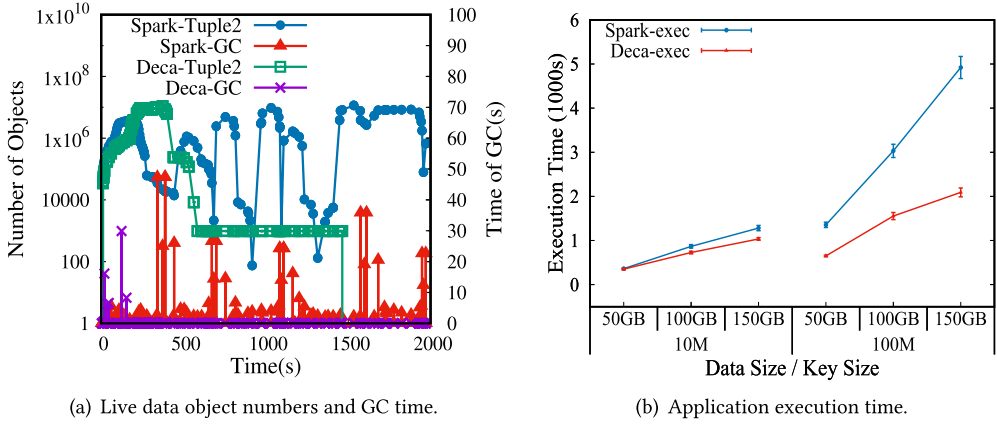 Spark-Tuple2
Spark-GC
Deca-Tuple2
Deca-GC
1x10^10
1x10^8
1x10^6
10000
100
1
Number of Objects
100
90
80
70
60
50
40
30
20
10
0
Time of GC(s)
0
500
1000
1500
2000
Time(s)
(a) Live data object numbers and GC time.
Spark-exec
Deca-exec
6
5
4
3
2
1
0
Execution Time (1000s)
50GB
100GB
150GB
50GB
100GB
150GB
10M
100M
Data Size / Key Size
(b) Application execution time.